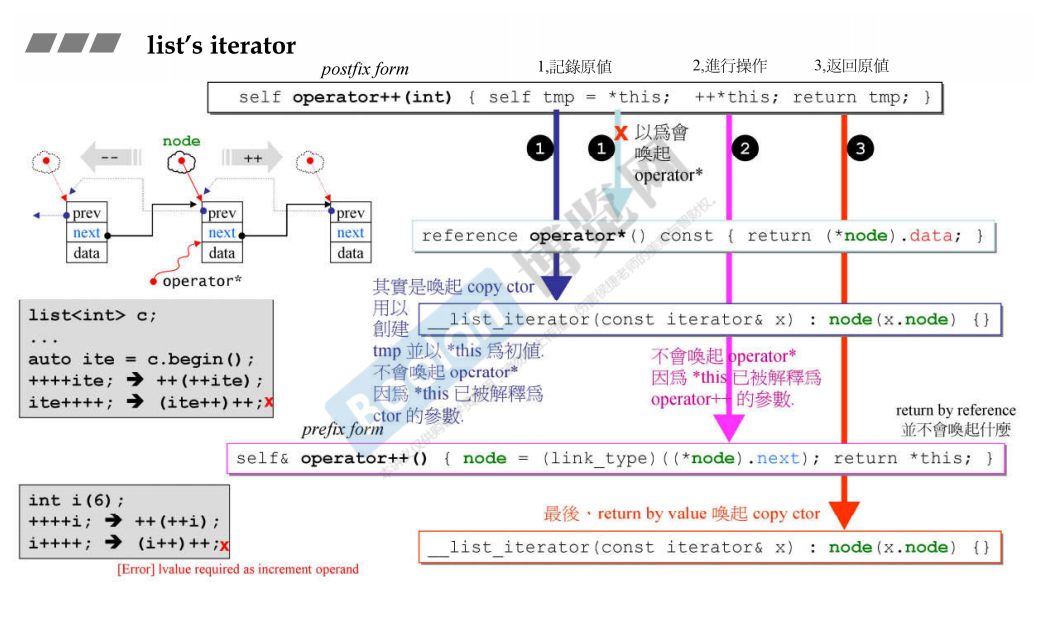 list's iterator
postfix form
1,記錄原值
2,進行操作
3,返回原值
self operator++(int) { self tmp = *this;  ++*this; return tmp; }
node
--
++
prev
next
data
prev
next
data
prev
next
data
operator*
1
1
x 以爲會
喚起
operator*
2
3
reference operator*() const { return (*node).data; }
其實是喚起 copy ctor
用以
創建
tmp 並以 *this 爲初值.
不會喚起 operator*
因爲 *this 已被解釋爲
ctor 的參數.
__list_iterator(const iterator& x) : node(x.node) {}
不會喚起 operator*
因爲 *this 已被解釋爲
operator++ 的參數.
list<int> c;
...
auto ite = c.begin();
++++ite; ➔ ++(++ite);
ite++++; ➔ (ite++)++;x
return by reference
並不會喚起什麼
prefix form
self& operator++() { node = (link_type)((*node).next); return *this; }
int i(6);
++++i; ➔ ++(++i);
i++++; ➔ (i++)++;x
[Error] lvalue required as increment operand
最後、return by value 喚起 copy ctor
__list_iterator(const iterator& x) : node(x.node) {}
Boolan
博览网